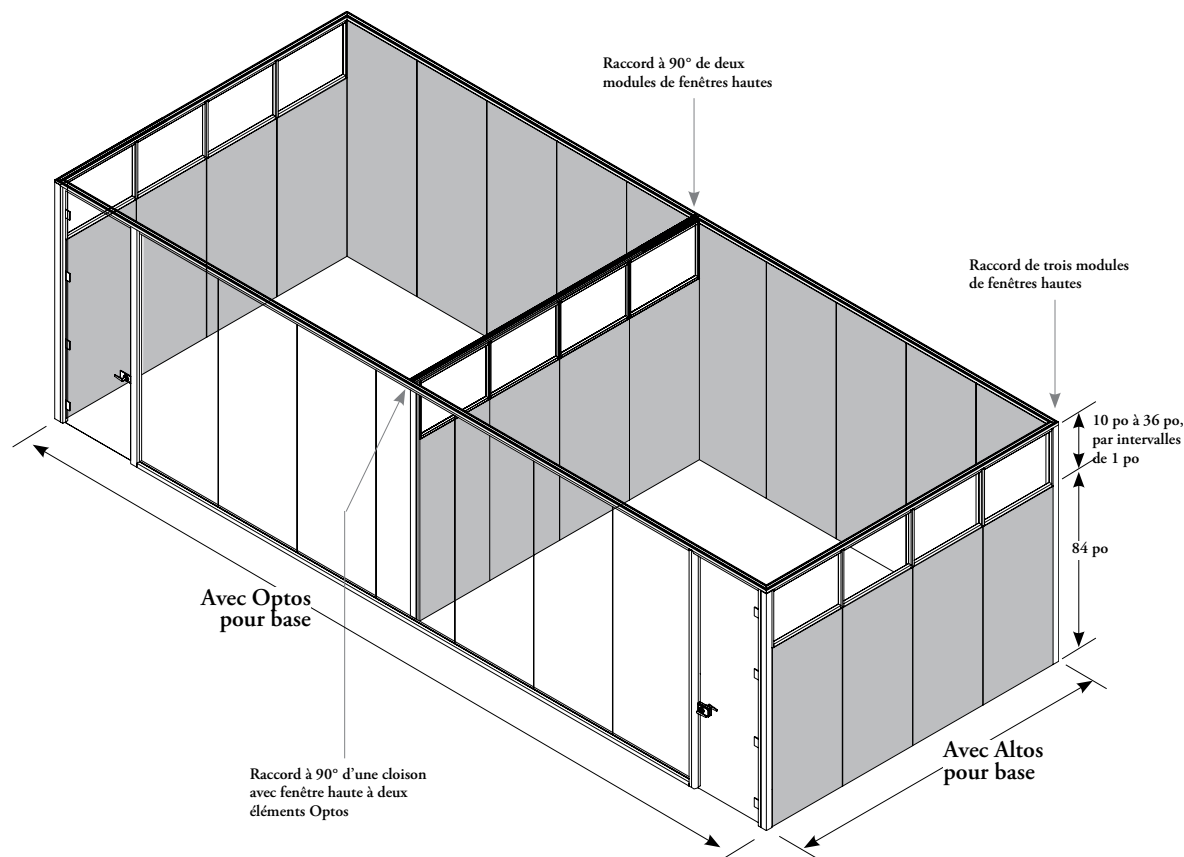 Raccord à 90° de deux
modules de fenêtres hautes
Raccord de trois modules
de fenêtres hautes
10 po à 36 po,
par intervalles
de 1 po
84 po
Avec Optos
pour base
Avec Altos
pour base
Raccord à 90° d’une cloison
avec fenêtre haute à deux
éléments Optos